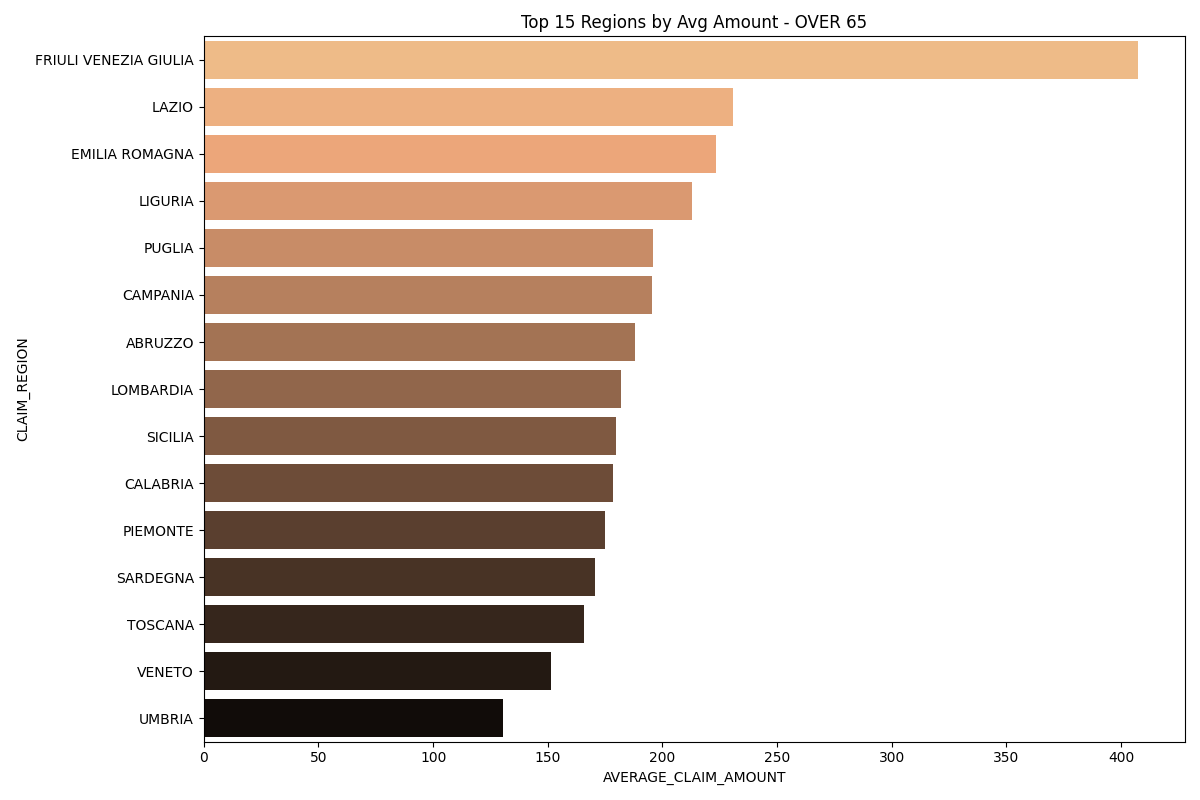 Top 15 Regions by Avg Amount - OVER 65
CLAIM_REGION
FRIULI VENEZIA GIULIA
LAZIO
EMILIA ROMAGNA
LIGURIA
PUGLIA
CAMPANIA
ABRUZZO
LOMBARDIA
SICILIA
CALABRIA
PIEMONTE
SARDEGNA
TOSCANA
VENETO
UMBRIA
0 50 100 150 200 250 300 350 400
AVERAGE_CLAIM_AMOUNT